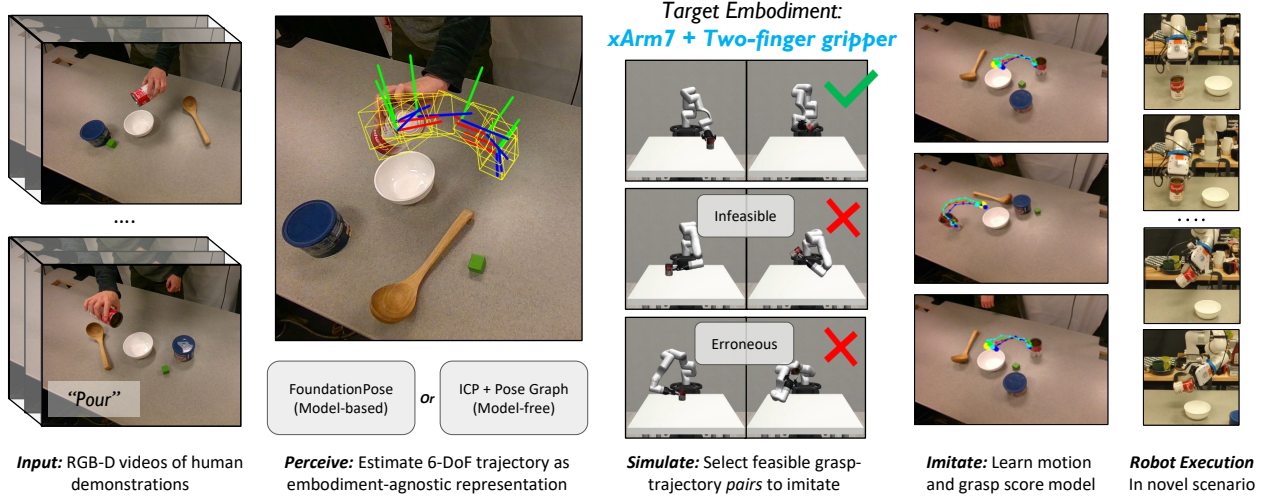 Target Embodiment:
xArm7 + Two-finger gripper
....
"Pour"
FoundationPose
(Model-based)
Or
ICP + Pose Graph
(Model-free)
Infeasible
Erroneous
....
Input: RGB-D videos of human
demonstrations
Perceive: Estimate 6-DoF trajectory as
embodiment-agnostic representation
Simulate: Select feasible grasp-
trajectory pairs to imitate
Imitate: Learn motion
and grasp score model
Robot Execution
In novel scenario